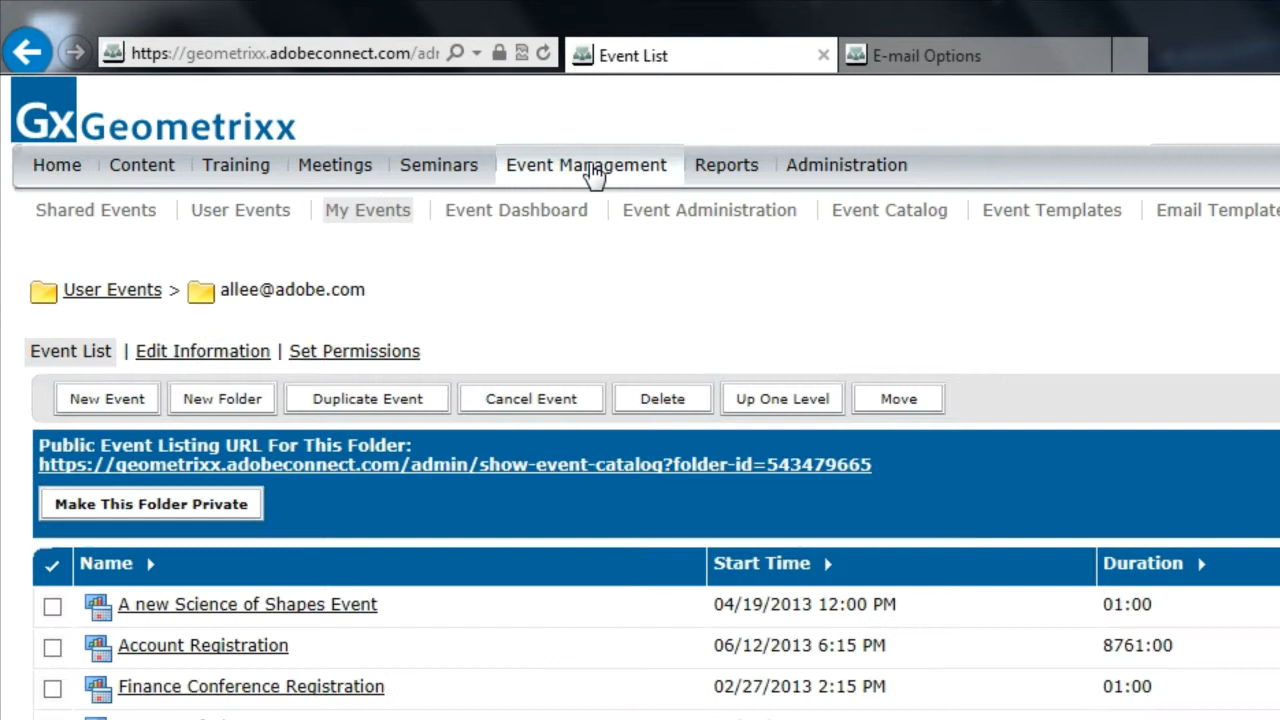 https://geometrixx.adobeconnect.com/adr Event List E-mail Options
Gx Geometrixx
Home Content Training Meetings Seminars Event Management Reports Administration
Shared Events User Events My Events Event Dashboard Event Administration Event Catalog Event Templates Email Template
User Events > allee@adobe.com
Event List | Edit Information | Set Permissions
New Event New Folder Duplicate Event Cancel Event Delete Up One Level Move
Public Event Listing URL For This Folder:
https://geometrixx.adobeconnect.com/admin/show-event-catalog?folder-id=543479665
Make This Folder Private
Name Start Time Duration
A new Science of Shapes Event 04/19/2013 12:00 PM 01:00
Account Registration 06/12/2013 6:15 PM 8761:00
Finance Conference Registration 02/27/2013 2:15 PM 01:00